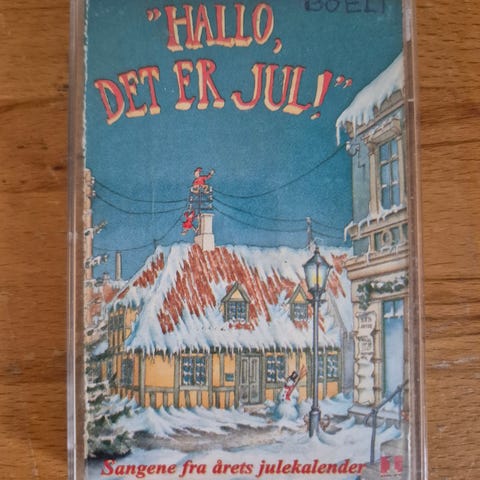 "HALLO,
DET ER JUL!"
Sangene fra årets julekalender